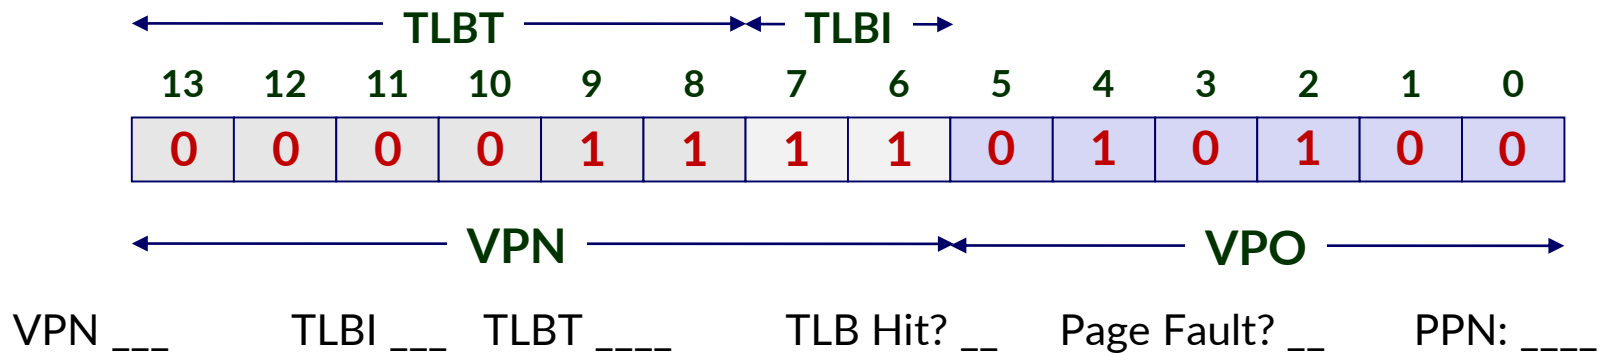 TLBT TLBI
13 12 11 10 9 8 7 6 5 4 3 2 1 0
0 0 0 0 1 1 1 1 0 1 0 1 0 0
VPN VPO
VPN ___ TLBI ___ TLBT ____ TLB Hit? __ Page Fault? __ PPN: ____